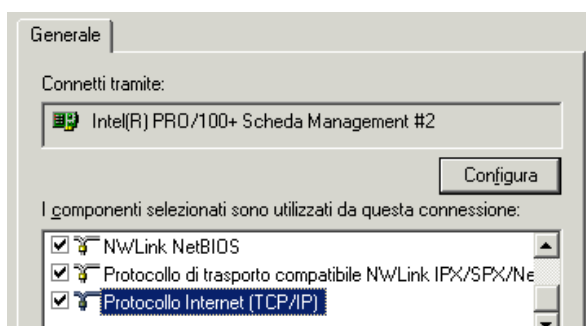 Generale
Connetti tramite:
Intel(R) PRO/100+ Scheda Management #2
Configura
I componenti selezionati sono utilizzati da questa connessione:
NWLink NetBIOS
Protocollo di trasporto compatibile NWLink IPX/SPX/Ne
Protocollo Internet (TCP/IP)